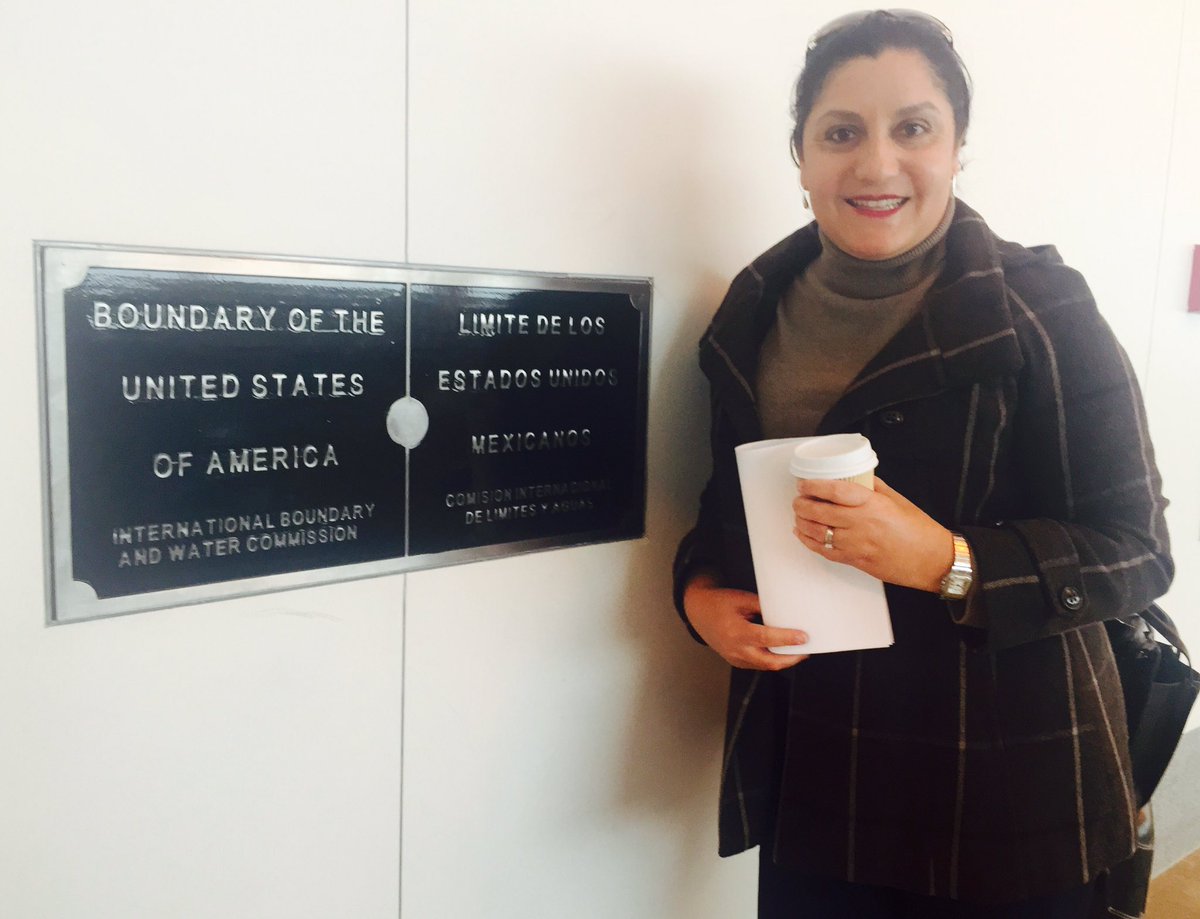 BOUNDARY OF THE
UNITED STATES
OF AMERICA
INTERNATIONAL BOUNDARY
AND WATER COMMISSION
LIMITE DE LOS
ESTADOS UNIDOS
MEXICANOS
COMISION INTERNACIONAL
DE LIMITES Y AGUAS